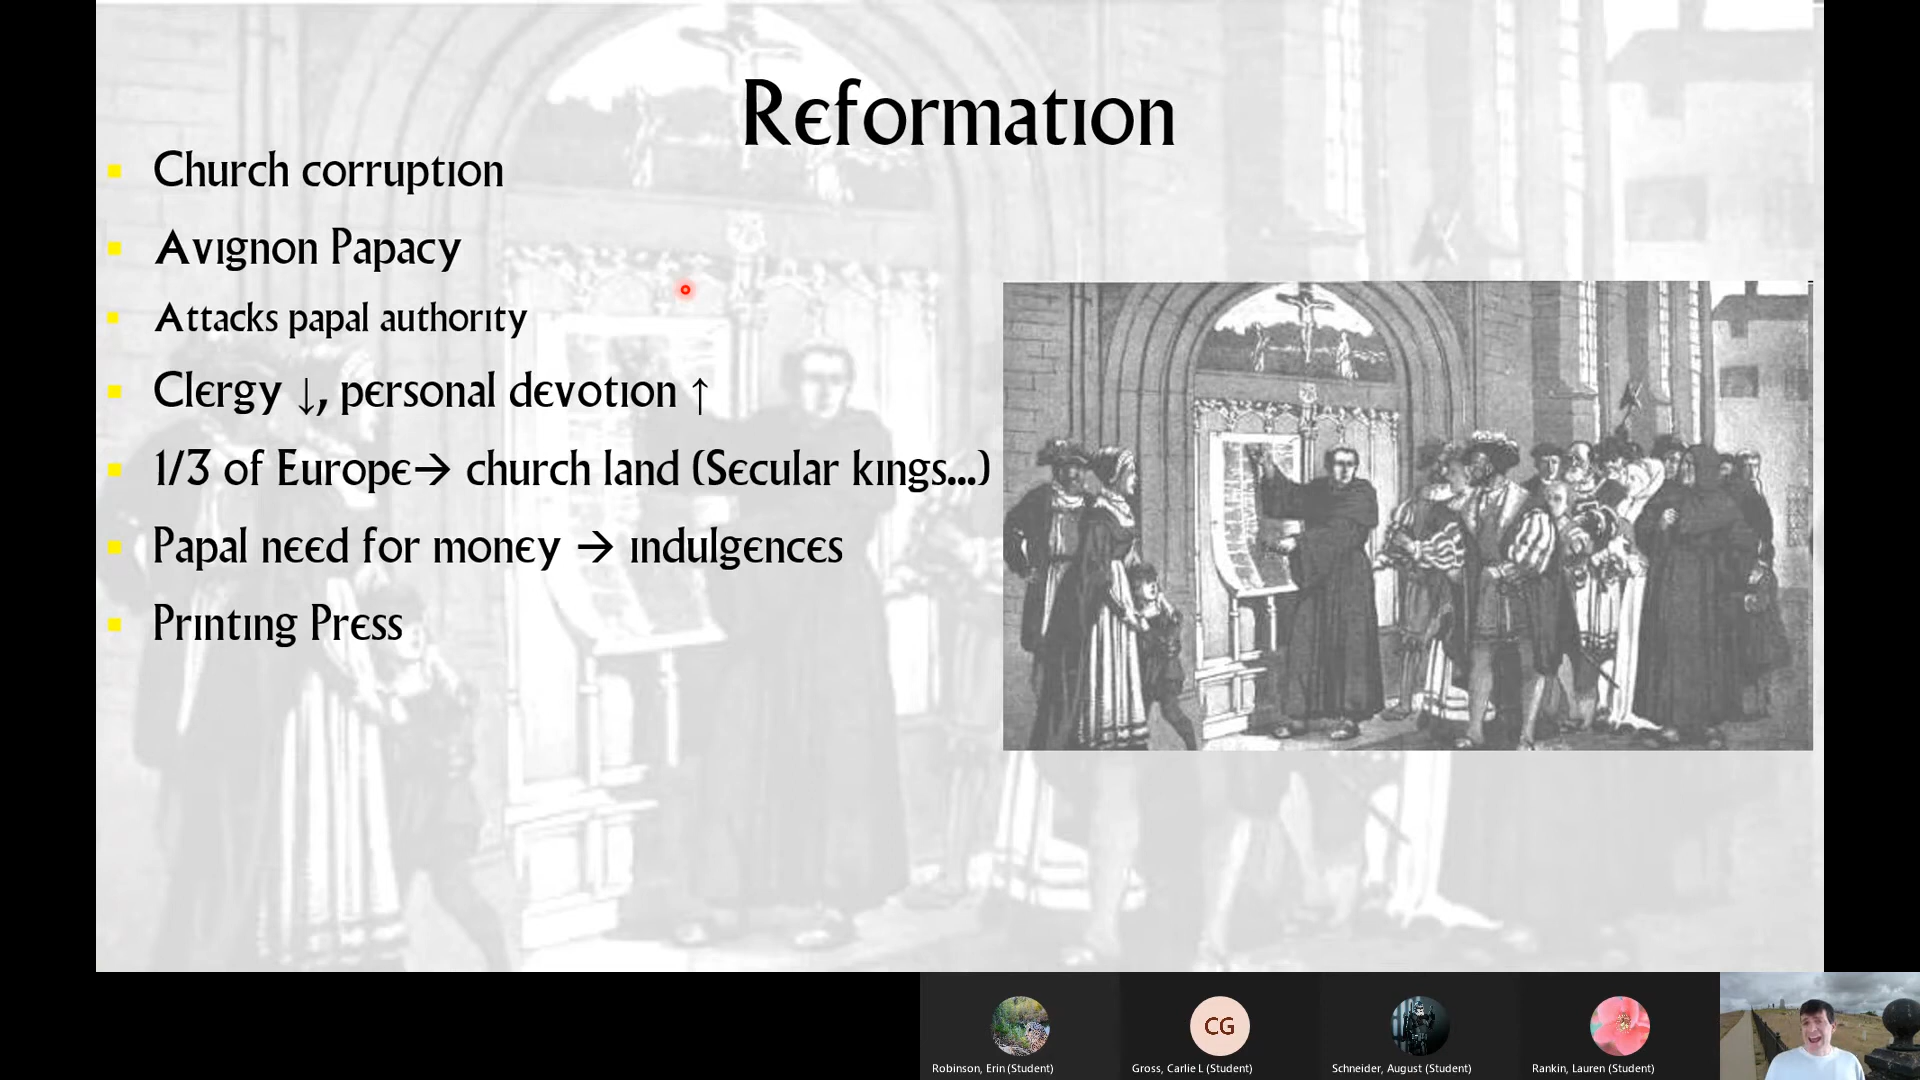 Reformation
Church corruption
Avignon Papacy
Attacks papal authority
Clergy ↓, personal devotion ↑
1/3 of Europe→ church land (Secular kings...)
Papal need for money → indulgences
Printing Press
CG
Robinson, Erin (Student)
Gross, Carlie L (Student)
Schneider, August (Student)
Rankin, Lauren (Student)